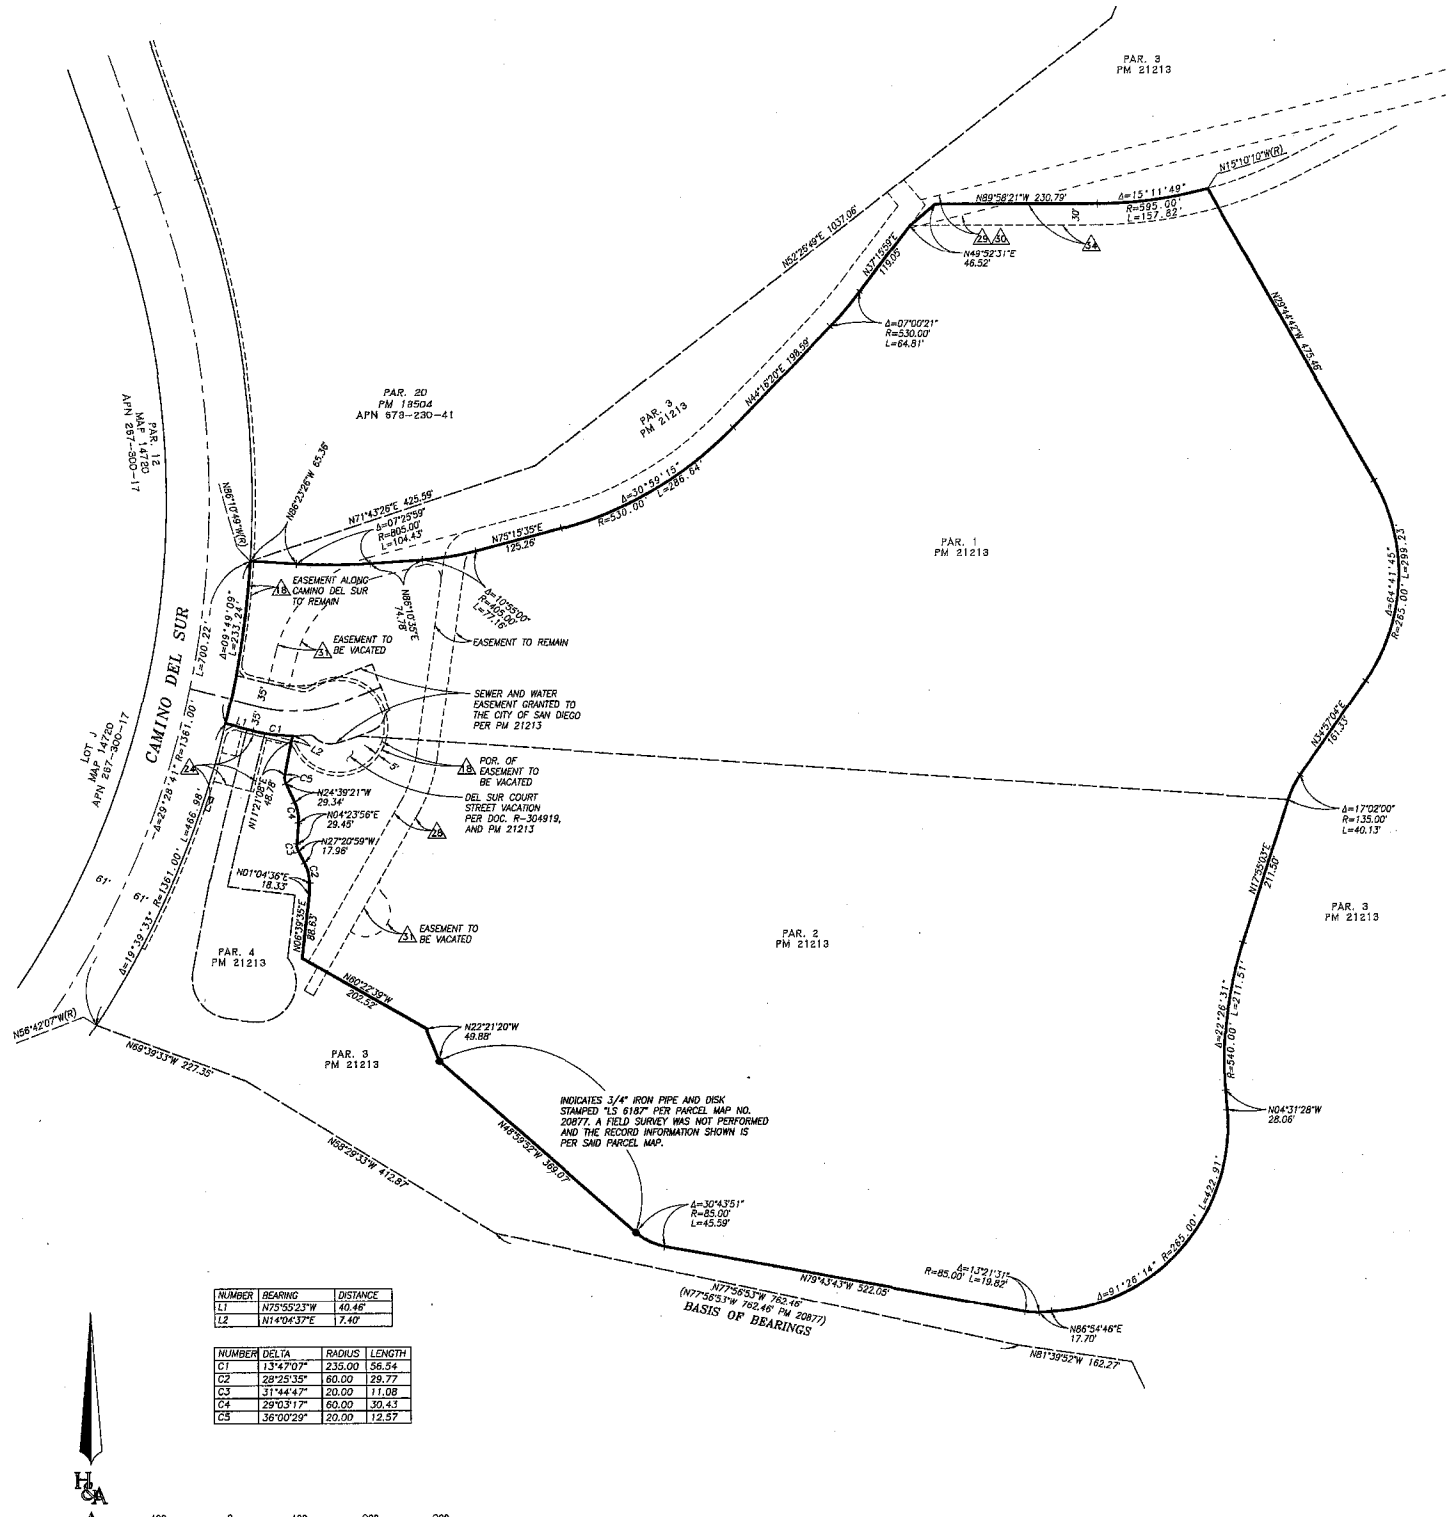 PAR. 3
PM 21213
N15°10'10"W(R)
N89°58'21"W 230.79'
Δ=15°11'49"
R=595.00'
L=157.82'
30'
29
30
34
N49°52'31"E
46.52'
N52°25'49"E 1037.06'
N37°15'59"E
119.05'
Δ=07°00'21"
R=530.00'
L=64.81'
N29°44'42"W 475.46'
N44°16'20"E 198.59'
PAR. 20
PM 18504
APN 678-230-41
PAR. 3
PM 21213
PAR. 12
MAP 14720
APN 267-300-17
N86°23'26"W 65.36'
N86°10'49"W(R)
N71°43'26"E 425.59'
Δ=07°25'59"
R=805.00'
L=104.43'
Δ=30°59'15"
R=530.00' L=286.64'
N75°15'35"E
125.26'
PAR. 1
PM 21213
Δ=64°41'45"
R=265.00' L=299.23'
18
EASEMENT ALONG
CAMINO DEL SUR
TO REMAIN
N86°10'35"E
74.78'
Δ=10°55'00"
R=405.00'
L=77.16'
Δ=09°49'09"
L=233.24'
L=700.22'
CAMINO DEL SUR
31
EASEMENT TO
BE VACATED
EASEMENT TO REMAIN
35'
35'
SEWER AND WATER
EASEMENT GRANTED TO
THE CITY OF SAN DIEGO
PER PM 21213
N34°57'04"E
161.33'
L1
C1
L2
LOT J
MAP 14720
APN 267-300-17
24
18
POR. OF
EASEMENT TO
BE VACATED
5'
C5
N24°39'21"W
29.34'
DEL SUR COURT
STREET VACATION
PER DOC. R-304919,
AND PM 21213
28
Δ=17°02'00"
R=135.00'
L=40.13'
N11°21'08"E
48.78'
C4
N04°23'56"E
29.45'
C3
N27°20'59"W
17.96'
C2
N01°04'36"E
18.33'
Δ=29°28'41" R=1361.00'
Δ=19°39'33" R=1361.00' L=466.98'
61'
61'
N17°55'03"E
211.50'
N06°39'35"E
88.63'
31
EASEMENT TO
BE VACATED
PAR. 2
PM 21213
PAR. 3
PM 21213
PAR. 4
PM 21213
N60°22'39"W
202.52'
Δ=22°26'31"
R=540.00' L=211.51'
N56°42'07"W(R)
N22°21'20"W
49.88'
N69°39'33"W 227.35'
PAR. 3
PM 21213
INDICATES 3/4" IRON PIPE AND DISK
STAMPED "LS 6187" PER PARCEL MAP NO.
20877. A FIELD SURVEY WAS NOT PERFORMED
AND THE RECORD INFORMATION SHOWN IS
PER SAID PARCEL MAP.
N04°31'28"W
28.06'
N48°59'52"W 369.07'
N58°29'33"W 412.87'
Δ=30°43'51"
R=85.00'
L=45.59'
Δ=91°26'14" R=265.00' L=422.91'
Δ=13°21'31"
R=85.00' L=19.82'
N79°43'43"W 522.05'
N77°56'53"W 762.46'
(N77°56'53"W 762.46' PM 20877)
BASIS OF BEARINGS
N86°54'46"E
17.70'
N81°39'52"W 162.27'
NUMBER BEARING DISTANCE
L1 N75°55'23"W 40.46'
L2 N14°04'37"E 7.40'
NUMBER DELTA RADIUS LENGTH
C1 13°47'07" 235.00 56.54
C2 28°25'35" 60.00 29.77
C3 31°44'47" 20.00 11.08
C4 29°03'17" 60.00 30.43
C5 36°00'29" 20.00 12.57
H&A